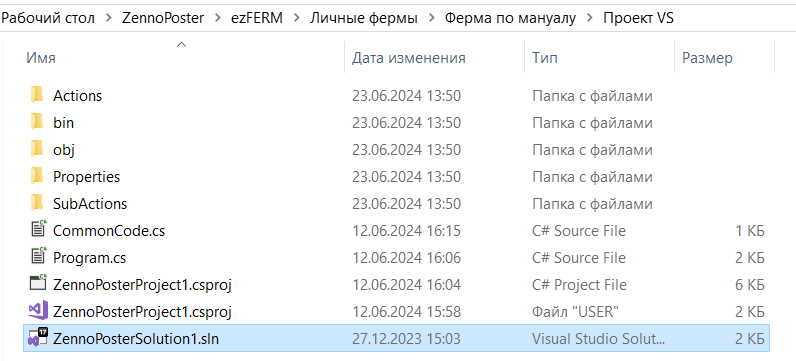 Рабочий стол > ZennoPoster > ezFERM > Личные фермы > Ферма по мануалу > Проект VS
Имя Дата изменения Тип Размер
Actions 23.06.2024 13:50 Папка с файлами
bin 23.06.2024 13:50 Папка с файлами
obj 23.06.2024 13:50 Папка с файлами
Properties 23.06.2024 13:50 Папка с файлами
SubActions 23.06.2024 13:50 Папка с файлами
CommonCode.cs 12.06.2024 16:15 C# Source File 1 КБ
Program.cs 12.06.2024 16:06 C# Source File 2 КБ
ZennoPosterProject1.csproj 12.06.2024 16:04 C# Project File 6 КБ
ZennoPosterProject1.csproj 12.06.2024 15:58 Файл "USER" 2 КБ
ZennoPosterSolution1.sln 27.12.2023 15:03 Visual Studio Solut... 2 КБ